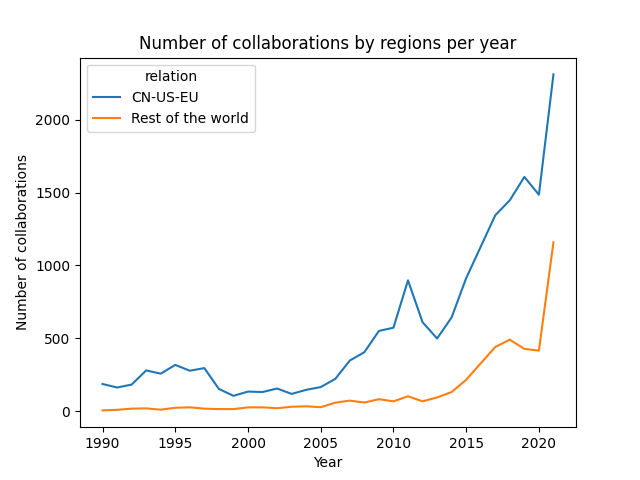 Number of collaborations by regions per year
relation
CN-US-EU
Rest of the world
Number of collaborations
2000
1500
1000
500
0
1990 1995 2000 2005 2010 2015 2020
Year